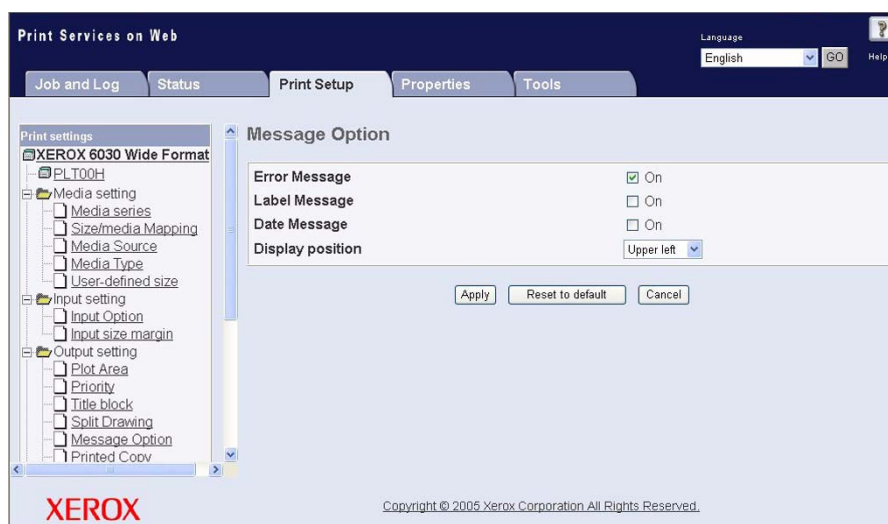 Print Services on Web
Language
English
GO
Help
Job and Log
Status
Print Setup
Properties
Tools
Print settings
XEROX 6030 Wide Format
PLT00H
Media setting
Media series
Size/media Mapping
Media Source
Media Type
User-defined size
Input setting
Input Option
Input size margin
Output setting
Plot Area
Priority
Title block
Split Drawing
Message Option
Printed Copy
Message Option
Error Message
On
Label Message
On
Date Message
On
Display position
Upper left
Apply
Reset to default
Cancel
XEROX
Copyright © 2005 Xerox Corporation All Rights Reserved.